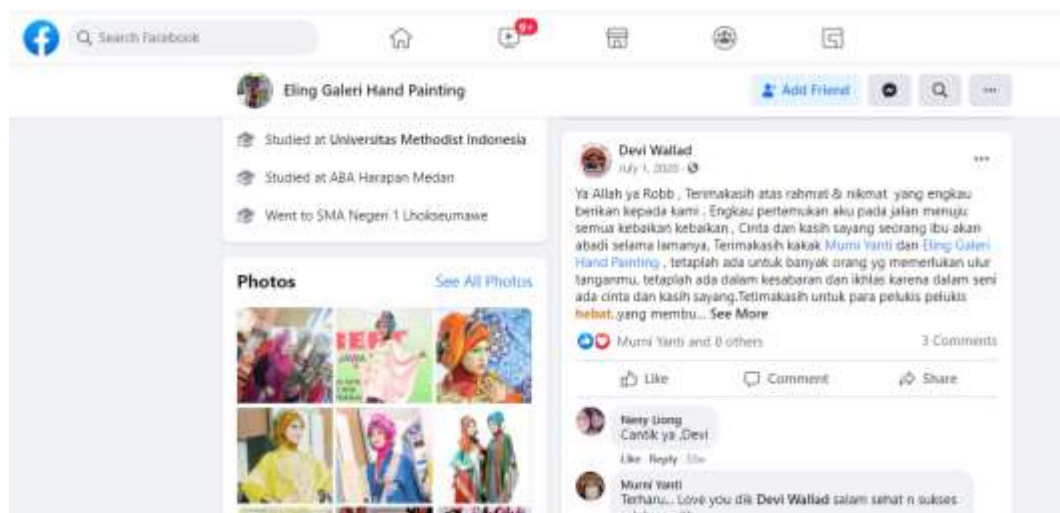 Search Facebook
9+
Eling Galeri Hand Painting
Add Friend
Studied at Universitas Methodist Indonesia
Studied at ABA Harapan Medan
Went to SMA Negeri 1 Lhokseumawe
Photos
See All Photos
Devi Wallad
July 1, 2020
Ya Allah ya Robb , Terimakasih atas rahmat & nikmat yang engkau
berikan kepada kami . Engkau pertemukan aku pada jalan menuju
semua kebaikan kebaikan , Cinta dan kasih sayang seorang ibu akan
abadi selama lamanya, Terimakasih kakak Murni Yanti dan Eling Galeri
Hand Painting , tetaplah ada untuk banyak orang yg memerlukan ulur
tanganmu, tetaplah ada dalam kesabaran dan ikhlas karena dalam seni
ada cinta dan kasih sayang.Tetimakasih untuk para pelukis pelukis
hebat..yang membu... See More
Murni Yanti and 8 others
3 Comments
Like
Comment
Share
Neny Liong
Cantik ya ,Devi
Like Reply
Murni Yanti
Terharu... Love you dik Devi Wallad salam sehat n sukses